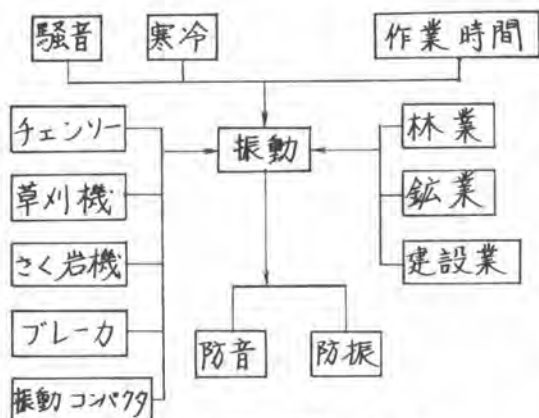 騒音
寒冷
作業時間
チェンソー
草刈機
さく岩機
ブレーカ
振動コンパクタ
振動
林業
鉱業
建設業
防音
防振